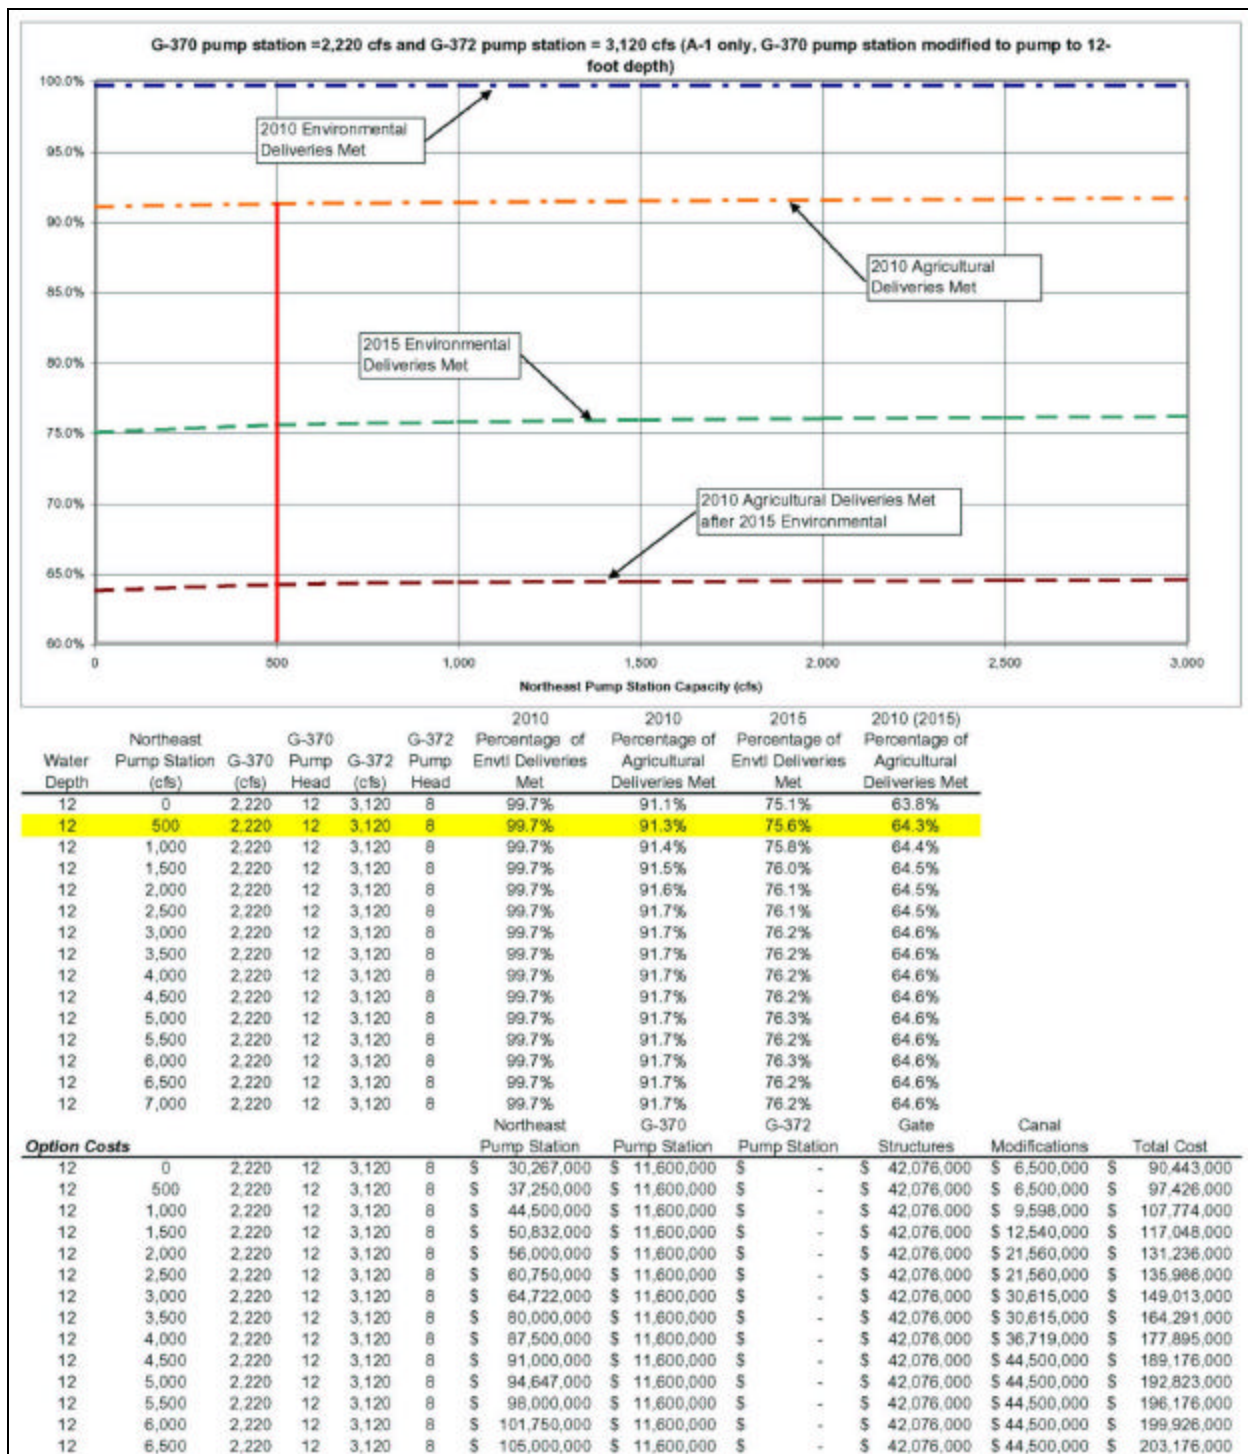 G-370 pump station =2,220 cfs and G-372 pump station = 3,120 cfs (A-1 only, G-370 pump station modified to pump to 12-
foot depth)
100.0%
2010 Environmental
Deliveries Met
95.0%
90.0%
2010 Agricultural
Deliveries Met
85.0%
2015 Environmental
Deliveries Met
80.0%
75.0%
70.0%
2010 Agricultural Deliveries Met
after 2015 Environmental
65.0%
60.0%
0 500 1,000 1,500 2,000 2,500 3,000
Northeast Pump Station Capacity (cfs)
2010 2010 2015 2010 (2015)
Northeast G-370 G-372 Percentage of Percentage of Percentage of Percentage of
Water Pump Station G-370 Pump G-372 Pump Envtl Deliveries Agricultural Envtl Deliveries Agricultural
Depth (cfs) (cfs) Head (cfs) Head Met Deliveries Met Met Deliveries Met
12 0 2,220 12 3,120 8 99.7% 91.1% 75.1% 63.8%
12 500 2,220 12 3,120 8 99.7% 91.3% 75.6% 64.3%
12 1,000 2,220 12 3,120 8 99.7% 91.4% 75.8% 64.4%
12 1,500 2,220 12 3,120 8 99.7% 91.5% 76.0% 64.5%
12 2,000 2,220 12 3,120 8 99.7% 91.6% 76.1% 64.5%
12 2,500 2,220 12 3,120 8 99.7% 91.7% 76.1% 64.5%
12 3,000 2,220 12 3,120 8 99.7% 91.7% 76.2% 64.6%
12 3,500 2,220 12 3,120 8 99.7% 91.7% 76.2% 64.6%
12 4,000 2,220 12 3,120 8 99.7% 91.7% 76.2% 64.6%
12 4,500 2,220 12 3,120 8 99.7% 91.7% 76.2% 64.6%
12 5,000 2,220 12 3,120 8 99.7% 91.7% 76.3% 64.6%
12 5,500 2,220 12 3,120 8 99.7% 91.7% 76.2% 64.6%
12 6,000 2,220 12 3,120 8 99.7% 91.7% 76.3% 64.6%
12 6,500 2,220 12 3,120 8 99.7% 91.7% 76.2% 64.6%
12 7,000 2,220 12 3,120 8 99.7% 91.7% 76.2% 64.6%
Northeast G-370 G-372 Gate Canal
Option Costs Pump Station Pump Station Pump Station Structures Modifications Total Cost
12 0 2,220 12 3,120 8 $ 30,267,000 $ 11,600,000 $ - $ 42,076,000 $ 6,500,000 $ 90,443,000
12 500 2,220 12 3,120 8 $ 37,250,000 $ 11,600,000 $ - $ 42,076,000 $ 6,500,000 $ 97,426,000
12 1,000 2,220 12 3,120 8 $ 44,500,000 $ 11,600,000 $ - $ 42,076,000 $ 9,598,000 $ 107,774,000
12 1,500 2,220 12 3,120 8 $ 50,832,000 $ 11,600,000 $ - $ 42,076,000 $ 12,540,000 $ 117,048,000
12 2,000 2,220 12 3,120 8 $ 56,000,000 $ 11,600,000 $ - $ 42,076,000 $ 21,560,000 $ 131,236,000
12 2,500 2,220 12 3,120 8 $ 60,750,000 $ 11,600,000 $ - $ 42,076,000 $ 21,560,000 $ 135,986,000
12 3,000 2,220 12 3,120 8 $ 64,722,000 $ 11,600,000 $ - $ 42,076,000 $ 30,615,000 $ 149,013,000
12 3,500 2,220 12 3,120 8 $ 80,000,000 $ 11,600,000 $ - $ 42,076,000 $ 30,615,000 $ 164,291,000
12 4,000 2,220 12 3,120 8 $ 87,500,000 $ 11,600,000 $ - $ 42,076,000 $ 36,719,000 $ 177,895,000
12 4,500 2,220 12 3,120 8 $ 91,000,000 $ 11,600,000 $ - $ 42,076,000 $ 44,500,000 $ 189,176,000
12 5,000 2,220 12 3,120 8 $ 94,647,000 $ 11,600,000 $ - $ 42,076,000 $ 44,500,000 $ 192,823,000
12 5,500 2,220 12 3,120 8 $ 98,000,000 $ 11,600,000 $ - $ 42,076,000 $ 44,500,000 $ 196,176,000
12 6,000 2,220 12 3,120 8 $ 101,750,000 $ 11,600,000 $ - $ 42,076,000 $ 44,500,000 $ 199,926,000
12 6,500 2,220 12 3,120 8 $ 105,000,000 $ 11,600,000 $ - $ 42,076,000 $ 44,500,000 $ 203,176,000